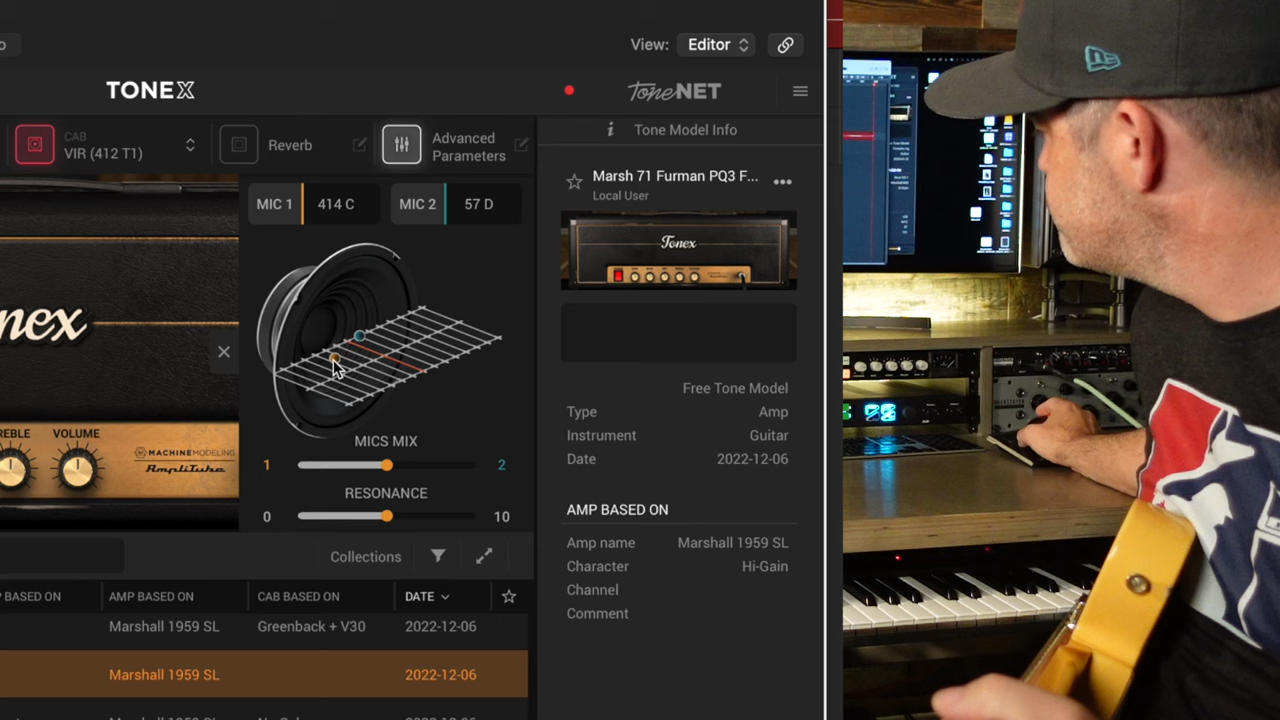 o
View:
Editor
TONEX
ToneNET
CAB
VIR (412 T1)
Reverb
Advanced
Parameters
i Tone Model Info
MIC 1 414 C
MIC 2 57 D
Marsh 71 Furman PQ3 F...
Local User
Tonex
nex
TREBLE VOLUME
MACHINEMODELING
AmpliTube
MICS MIX
1 2
RESONANCE
0 10
Free Tone Model
Type Amp
Instrument Guitar
Date 2022-12-06
AMP BASED ON
Amp name Marshall 1959 SL
Character Hi-Gain
Channel
Comment
Collections
P BASED ON AMP BASED ON CAB BASED ON DATE
Marshall 1959 SL Greenback + V30 2022-12-06
Marshall 1959 SL 2022-12-06